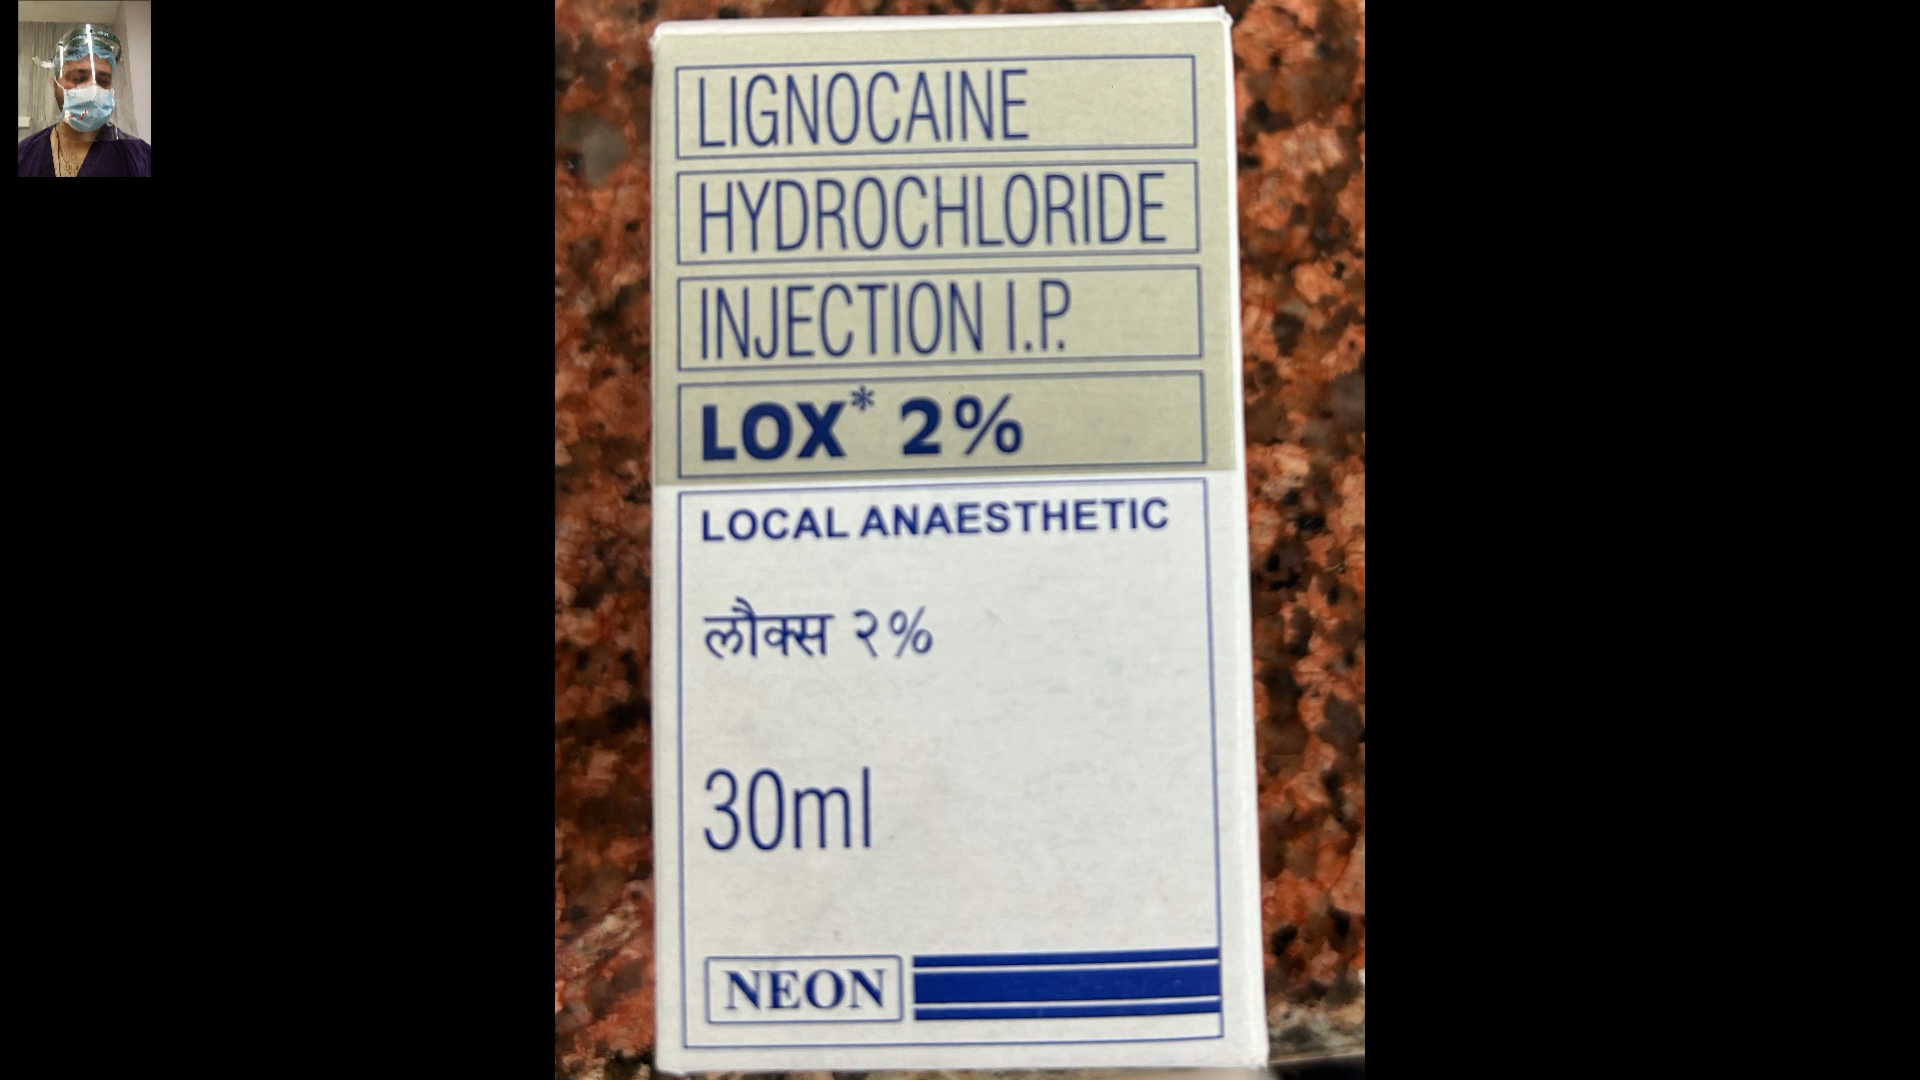 LIGNOCAINE
HYDROCHLORIDE
INJECTION I.P.
LOX* 2%
LOCAL ANAESTHETIC
लौक्स २%
30ml
NEON